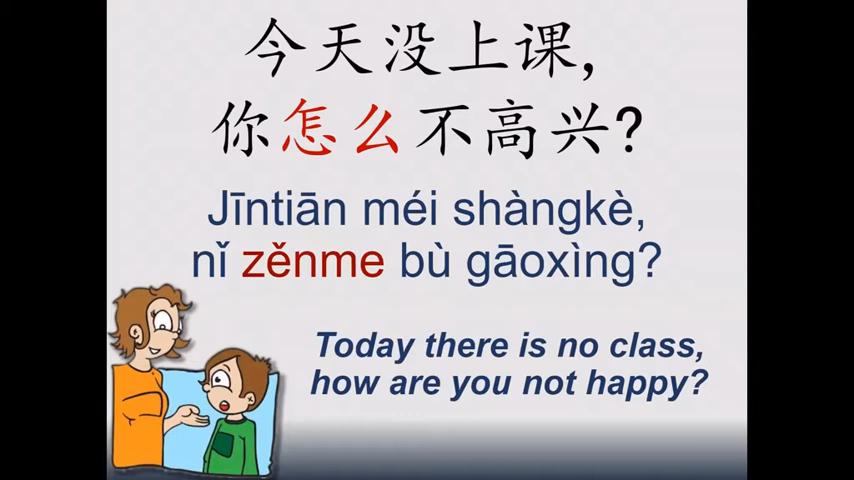 今天没上课,
你怎么不高兴?
Jīntiān méi shàngkè,
nǐ zěnme bù gāoxìng?
Today there is no class,
how are you not happy?